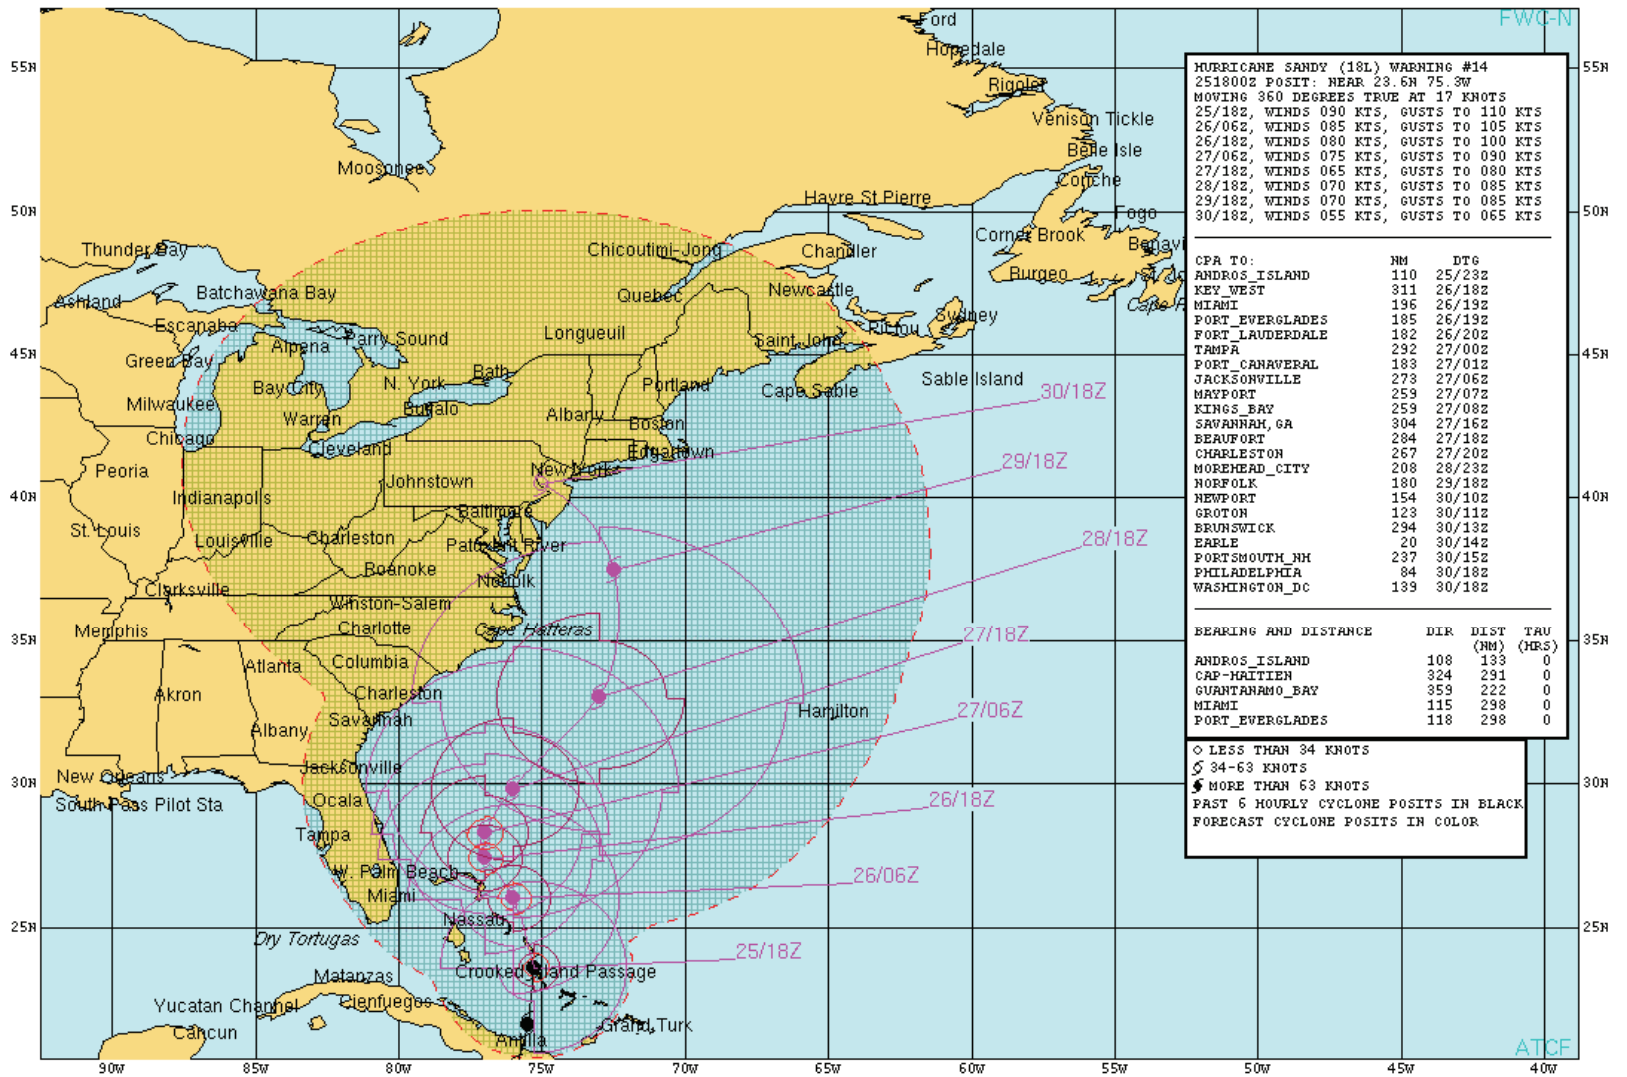 FWC-N
Ford
Hopedale
Rigolet
Venison Tickle
Belle Isle
Moosonee
Conche
Havre St Pierre
Fogo
Corner Brook
Thunder Bay
Chicoutimi-Jong
Chandler
Burgeo
Batchawana Bay
Quebec
Newcastle
Ashland
Escanaba
Longueuil
Sydney
Pictou
Parry Sound
Alpena
Saint John
Green Bay
Bath
N. York
Bay City
Portland
Cape Sable
Sable Island
30/18Z
Milwaukee
Buffalo
Albany
Warren
Boston
Chicago
Cleveland
Edgartown
29/18Z
Peoria
New York
Johnstown
Indianapolis
Baltimore
St. Louis
Louisville
Charleston
Patuxent River
28/18Z
Roanoke
Norfolk
Clarksville
Winston-Salem
Memphis
Charlotte
Cape Hatteras
27/18Z
Atlanta
Columbia
Akron
Charleston
27/06Z
Savannah
Hamilton
Albany
New Orleans
Jacksonville
South Pass Pilot Sta
Ocala
26/18Z
Tampa
W. Palm Beach
26/06Z
Miami
Nassau
Dry Tortugas
25/18Z
Crooked Island Passage
Matanzas
Yucatan Channel
Cienfuegos
Cancun
Grand Turk
Antilla
ATCF
55N
50N
45N
40N
35N
30N
25N
55N
50N
45N
40N
35N
30N
25N
90W 85W 80W 75W 70W 65W 60W 55W 50W 45W 40W
HURRICANE SANDY (18L) WARNING #14
251800Z POSIT: NEAR 23.6N 75.3W
MOVING 360 DEGREES TRUE AT 17 KNOTS
25/18Z, WINDS 090 KTS, GUSTS TO 110 KTS
26/06Z, WINDS 085 KTS, GUSTS TO 105 KTS
26/18Z, WINDS 080 KTS, GUSTS TO 100 KTS
27/06Z, WINDS 075 KTS, GUSTS TO 090 KTS
27/18Z, WINDS 065 KTS, GUSTS TO 080 KTS
28/18Z, WINDS 070 KTS, GUSTS TO 085 KTS
29/18Z, WINDS 070 KTS, GUSTS TO 085 KTS
30/18Z, WINDS 055 KTS, GUSTS TO 065 KTS
CPA TO: NM DTG
ANDROS_ISLAND 110 25/23Z
KEY_WEST 311 26/18Z
MIAMI 196 26/19Z
PORT_EVERGLADES 185 26/19Z
FORT_LAUDERDALE 182 26/20Z
TAMPA 292 27/00Z
PORT_CANAVERAL 183 27/01Z
JACKSONVILLE 273 27/06Z
MAYPORT 259 27/07Z
KINGS_BAY 259 27/08Z
SAVANNAH,GA 304 27/16Z
BEAUFORT 284 27/18Z
CHARLESTON 267 27/20Z
MOREHEAD_CITY 208 28/23Z
NORFOLK 180 29/18Z
NEWPORT 154 30/10Z
GROTON 123 30/11Z
BRUNSWICK 294 30/13Z
EARLE 20 30/14Z
PORTSMOUTH_NH 237 30/15Z
PHILADELPHIA 84 30/18Z
WASHINGTON_DC 139 30/18Z
BEARING AND DISTANCE DIR DIST TAU
(NM) (HRS)
ANDROS_ISLAND 108 133 0
CAP-HAITIEN 324 291 0
GUANTANAMO_BAY 359 222 0
MIAMI 115 298 0
PORT_EVERGLADES 118 298 0
LESS THAN 34 KNOTS
34-63 KNOTS
MORE THAN 63 KNOTS
PAST 6 HOURLY CYCLONE POSITS IN BLACK
FORECAST CYCLONE POSITS IN COLOR